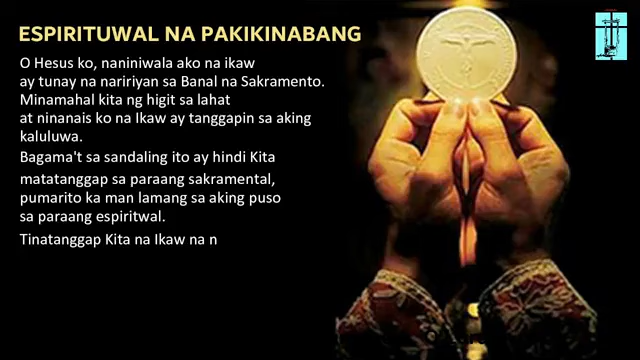 ESPIRITUWAL NA PAKIKINABANG
O Hesus ko, naniniwala ako na ikaw
ay tunay na naririyan sa Banal na Sakramento.
Minamahal kita ng higit sa lahat
at ninanais ko na Ikaw ay tanggapin sa aking
kaluluwa.
Bagama't sa sandaling ito ay hindi Kita
matatanggap sa paraang sakramental,
pumarito ka man lamang sa aking puso
sa paraang espiritwal.
Tinatanggap Kita na Ikaw na n